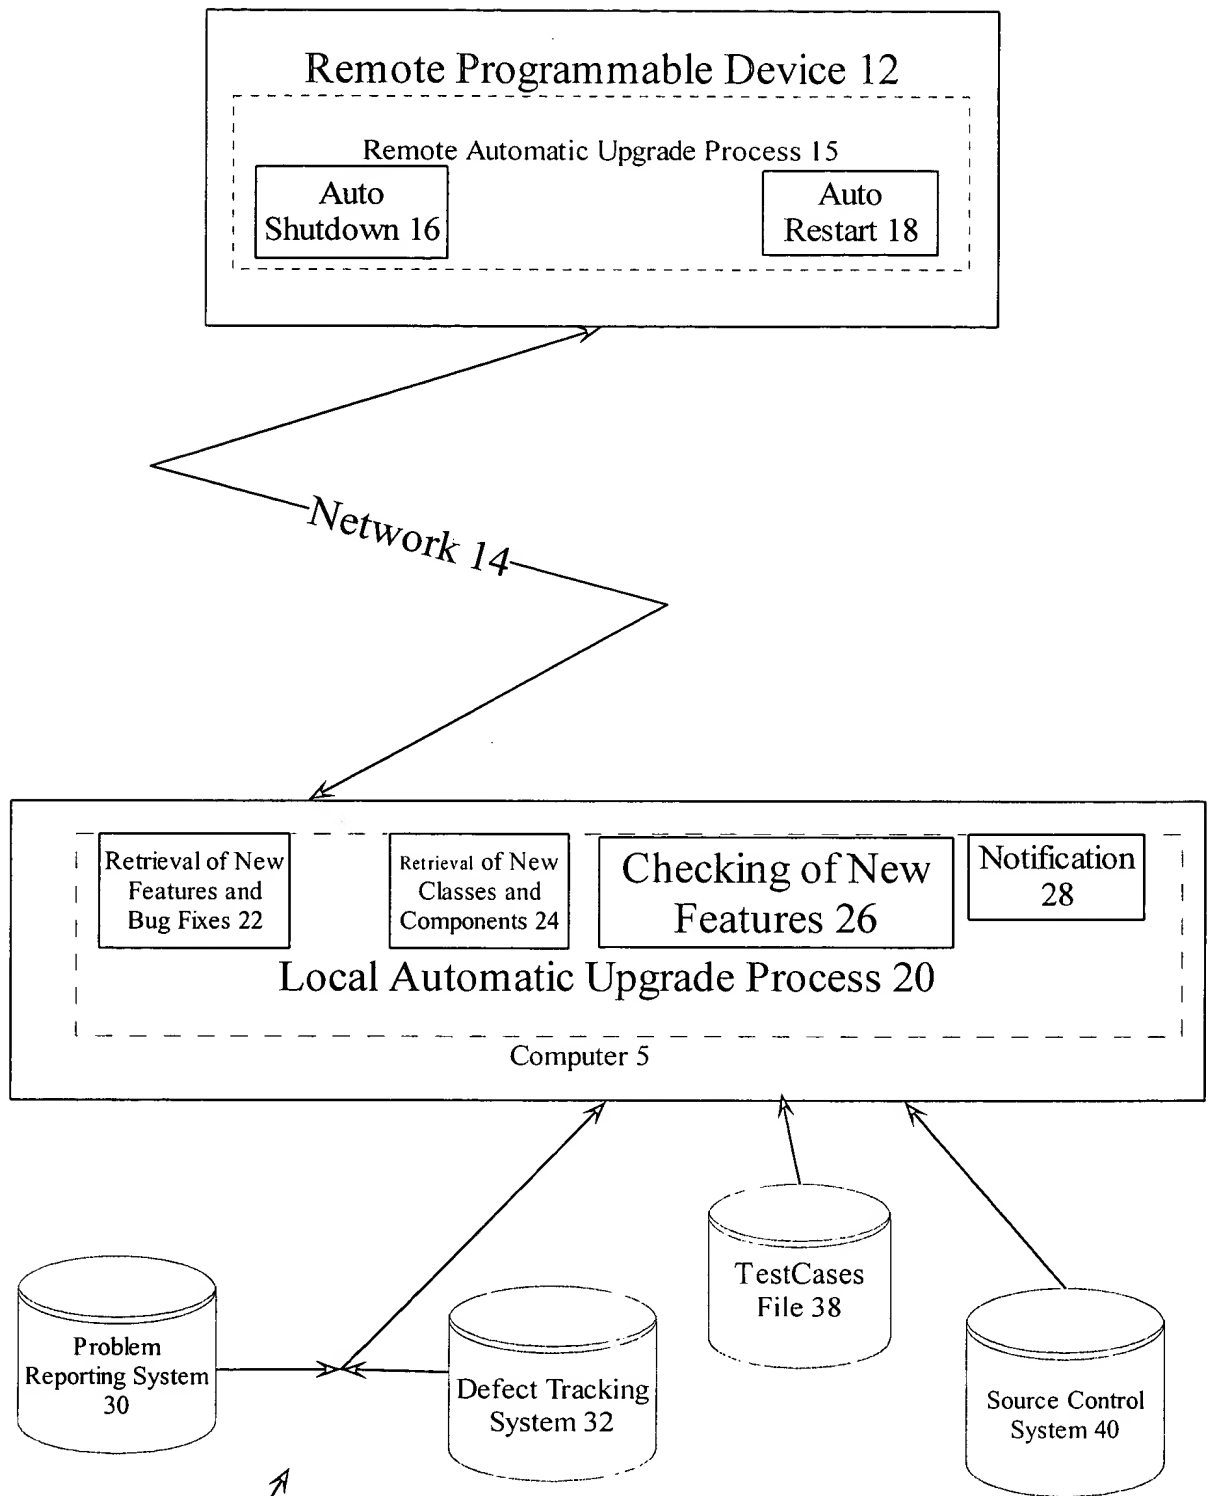 Remote Programmable Device 12
Remote Automatic Upgrade Process 15
Auto
Shutdown 16
Auto
Restart 18
Network 14
Retrieval of New
Features and
Bug Fixes 22
Retrieval of New
Classes and
Components 24
Checking of New
Features 26
Notification
28
Local Automatic Upgrade Process 20
Computer 5
TestCases
File 38
Problem
Reporting System
30
Defect Tracking
System 32
Source Control
System 40